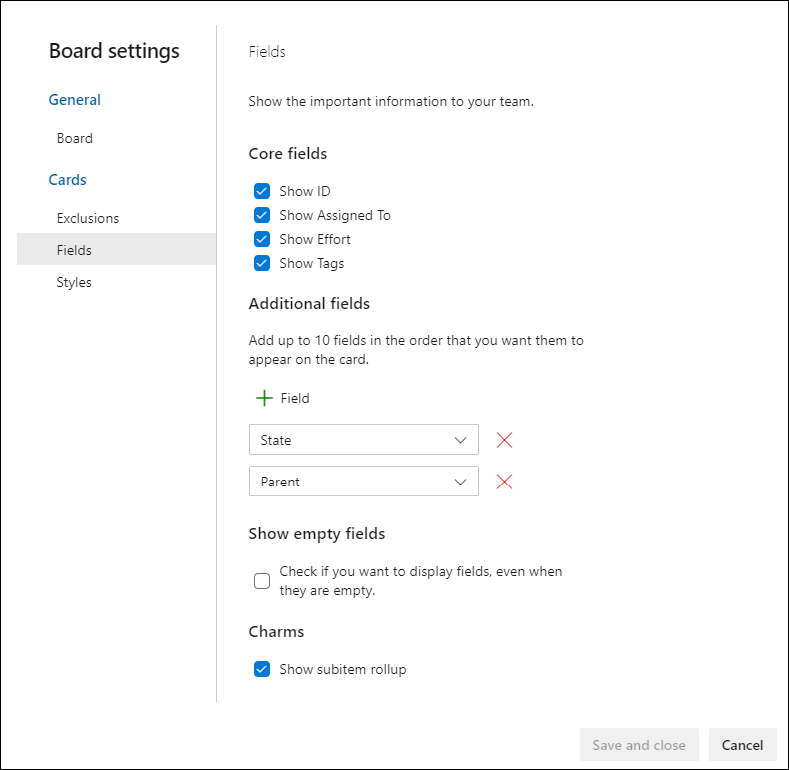 Board settings
General
Board
Cards
Exclusions
Fields
Styles
Fields
Show the important information to your team.
Core fields
Show ID
Show Assigned To
Show Effort
Show Tags
Additional fields
Add up to 10 fields in the order that you want them to
appear on the card.
Field
State
Parent
Show empty fields
Check if you want to display fields, even when
they are empty.
Charms
Show subitem rollup
Save and close
Cancel